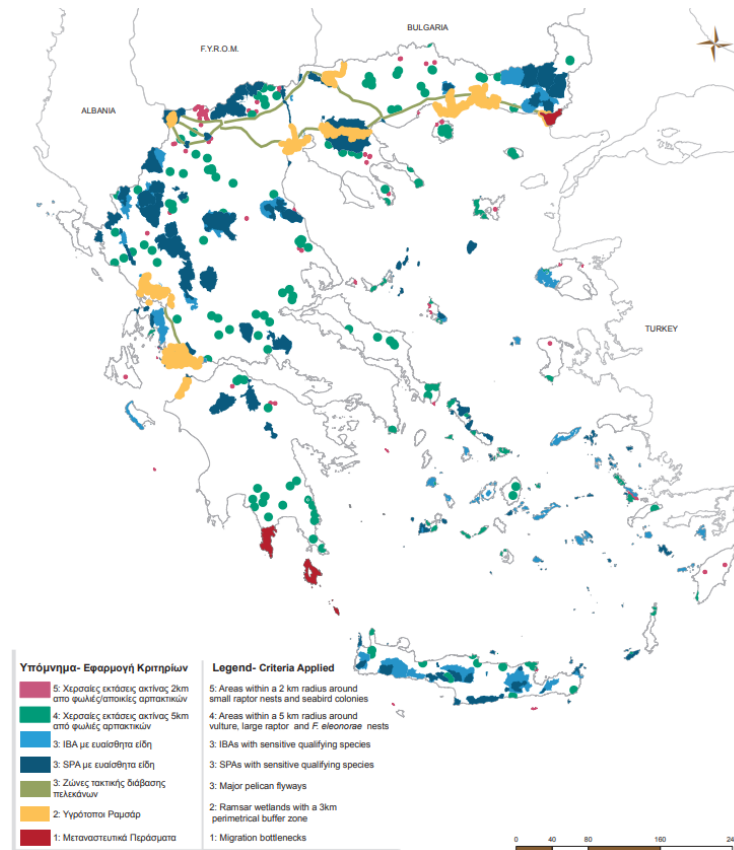 BULGARIA
F.Y.R.O.M.
ALBANIA
TURKEY
Υπόμνημα- Εφαρμογή Κριτηρίων
Legend- Criteria Applied
5: Χερσαίες εκτάσεις ακτίνας 2km
απο φωλιές/αποικίες αρπακτικών
5: Areas within a 2 km radius around
small raptor nests and seabird colonies
4: Χερσαίες εκτάσεις ακτίνας 5km
από φωλιές αρπακτικών
4: Areas within a 5 km radius around
vulture, large raptor and F. eleonorae nests
3: IBA με ευαίσθητα είδη
3: IBAs with sensitive qualifying species
3: SPA με ευαίσθητα είδη
3: SPAs with sensitive qualifying species
3: Ζώνες τακτικής διάβασης
πελεκάνων
3: Major pelican flyways
2: Υγρότοποι Ραμσάρ
2: Ramsar wetlands with a 3km
perimetrical buffer zone
1: Μεταναστευτικά Περάσματα
1: Migration bottlenecks
0 40 80 160